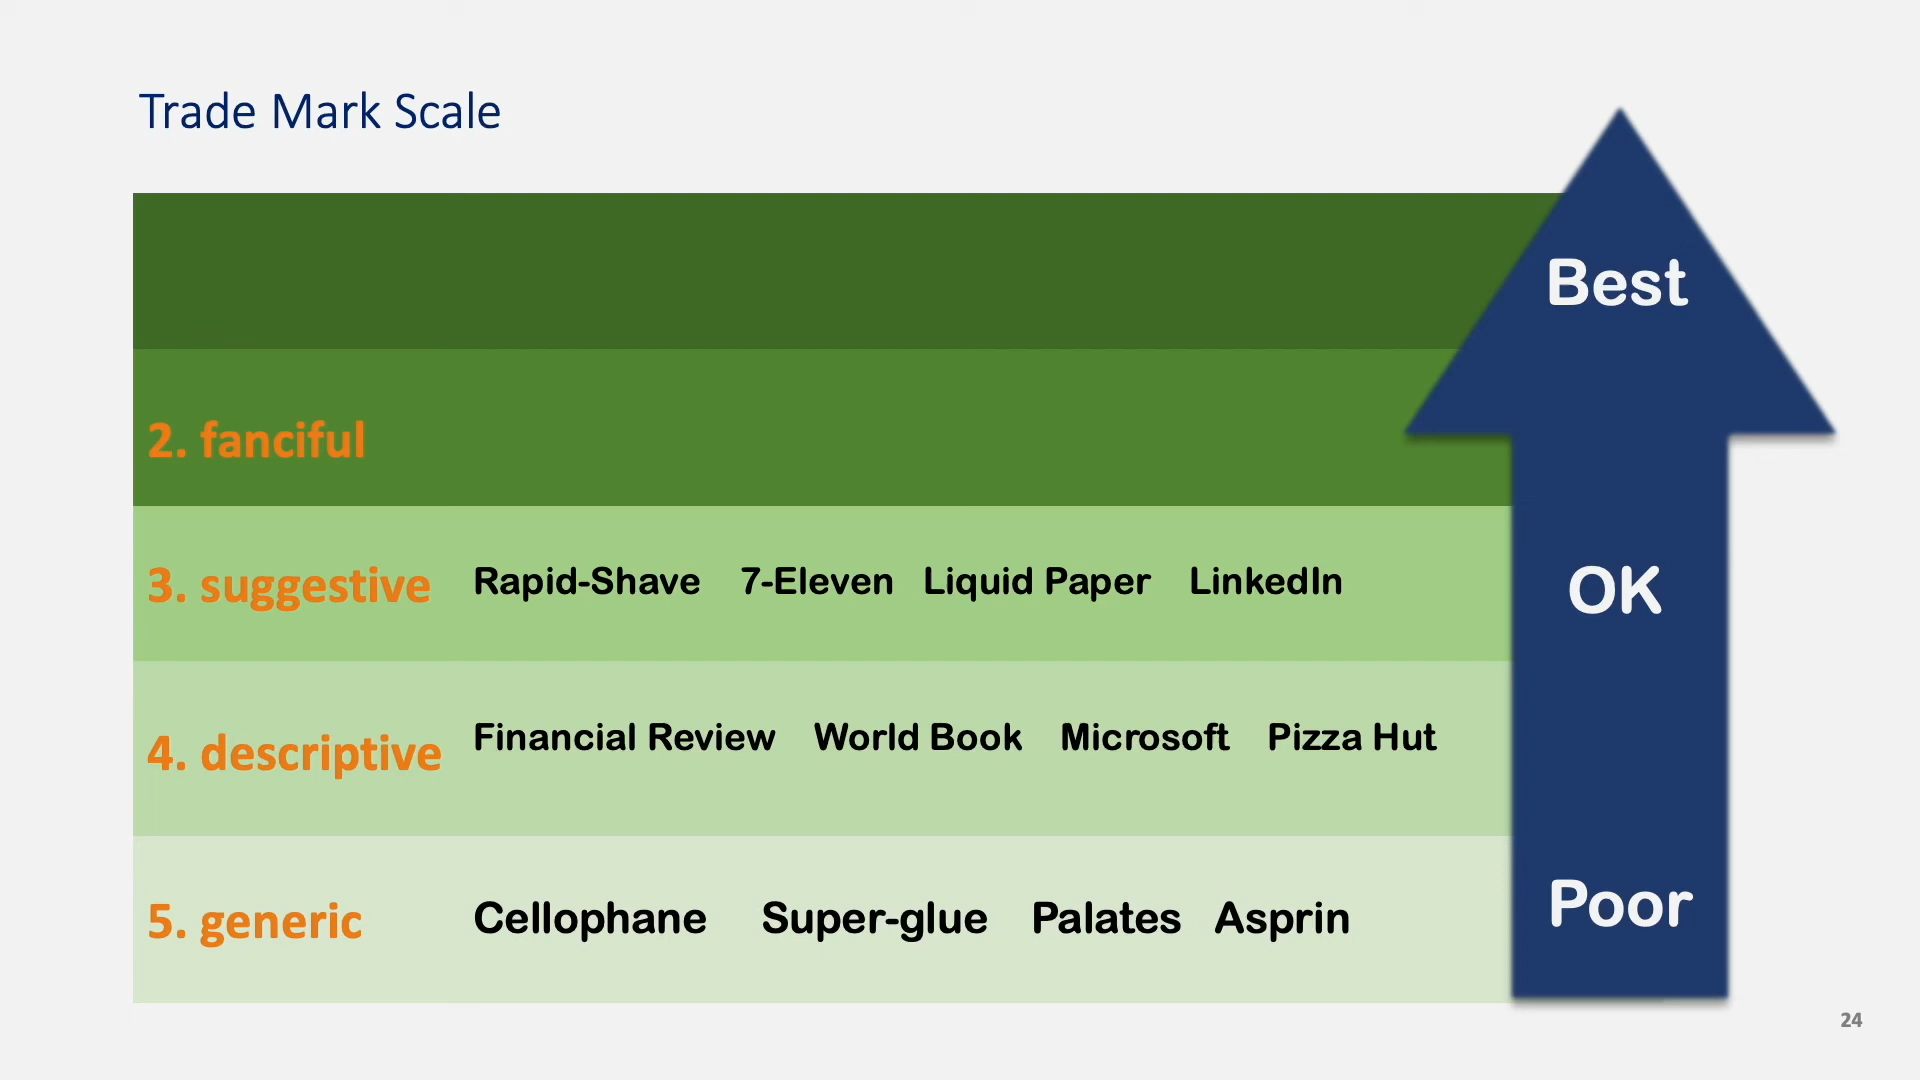 Trade Mark Scale
Best
2. fanciful
3. suggestive Rapid-Shave 7-Eleven Liquid Paper LinkedIn
OK
4. descriptive Financial Review World Book Microsoft Pizza Hut
5. generic Cellophane Super-glue Palates Asprin
Poor
24